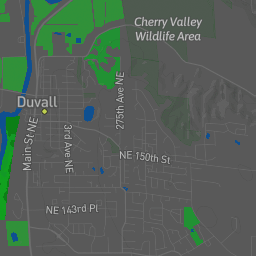 Cherry Valley
Wildlife Area
Duvall
275th Ave NE
Main St NE
3rd Ave NE
NE 150th St
NE 143rd Pl